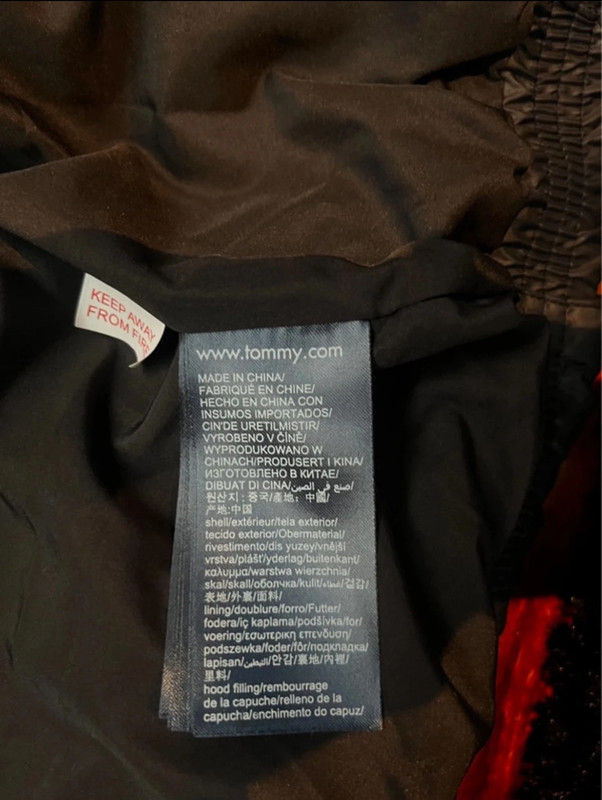 KEEP AWAY
FROM FIRE
www.tommy.com
MADE IN CHINA/
FABRIQUÉ EN CHINE/
HECHO EN CHINA CON
INSUMOS IMPORTADOS/
CIN'DE URETILMISTIR/
VYROBENO V ČÍNĚ/
WYPRODUKOWANO W
CHINACH/PRODUSERT I KINA/
ИЗГОТОВЛЕНО В КИТАЕ/
DIBUAT DI CINA/صنع في الصين/
원산지 : 중국/產地：中國/
产地:中国
shell/extérieur/tela exterior/
tecido exterior/Obermaterial/
rivestimento/dis yuzey/vnější
vrstva/plášť/yderlag/buitenkant/
καλυμμα/warstwa wierzchnia/
skal/skall/оболчка/kulit/غطاء/겉감/
表地/外裏/面料/
lining/doublure/forro/Futter/
fodera/iç kaplama/podšívka/for/
voering/εσωτερικη επενδυση/
podszewka/foder/fôr/подкладка/
lapisan/التبطين/안감/裏地/內裡/
里料/
hood filling/rembourrage
de la capuche/relleno de la
capucha/enchimento do capuz/